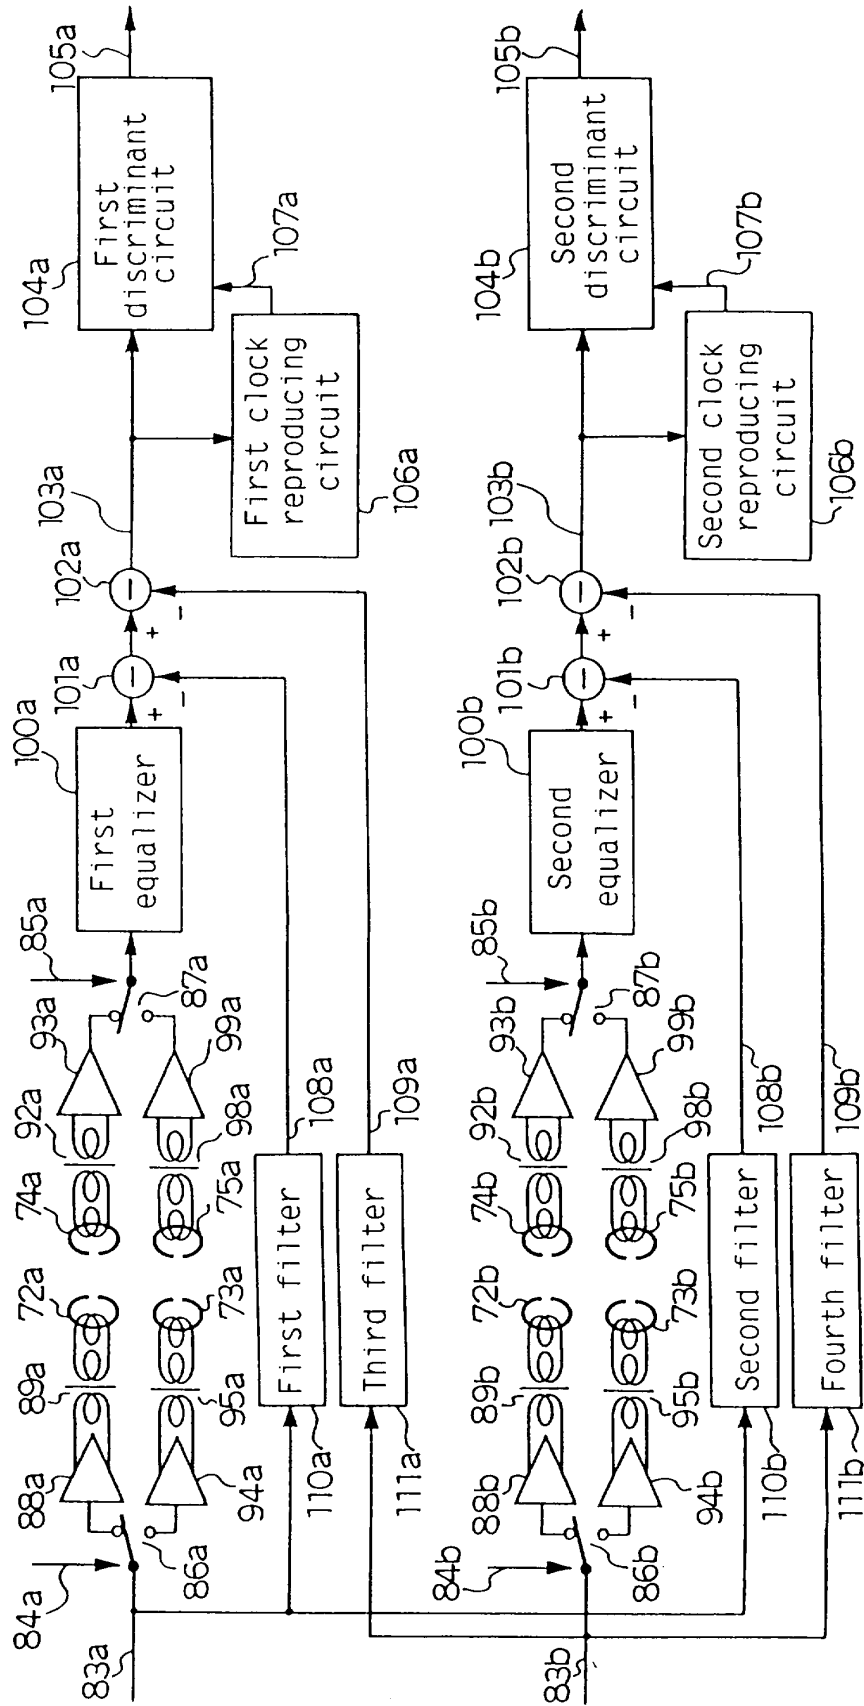 84a
83a
86a
88a
94a
89a
95a
72a
73a
74a
75a
92a
98a
93a
99a
85a
87a
100a
First
equalizer
101a
102a
+
−
−
+
−
−
103a
First clock
reproducing
circuit
106a
107a
104a
First
discriminant
circuit
105a
110a
First filter
108a
111a
Third filter
109a
84b
83b
86b
88b
94b
89b
95b
72b
73b
74b
75b
92b
98b
93b
99b
85b
87b
100b
Second
equalizer
101b
102b
+
−
−
+
−
−
103b
Second clock
reproducing
circuit
106b
107b
104b
Second
discriminant
circuit
105b
110b
Second filter
108b
111b
Fourth filter
109b